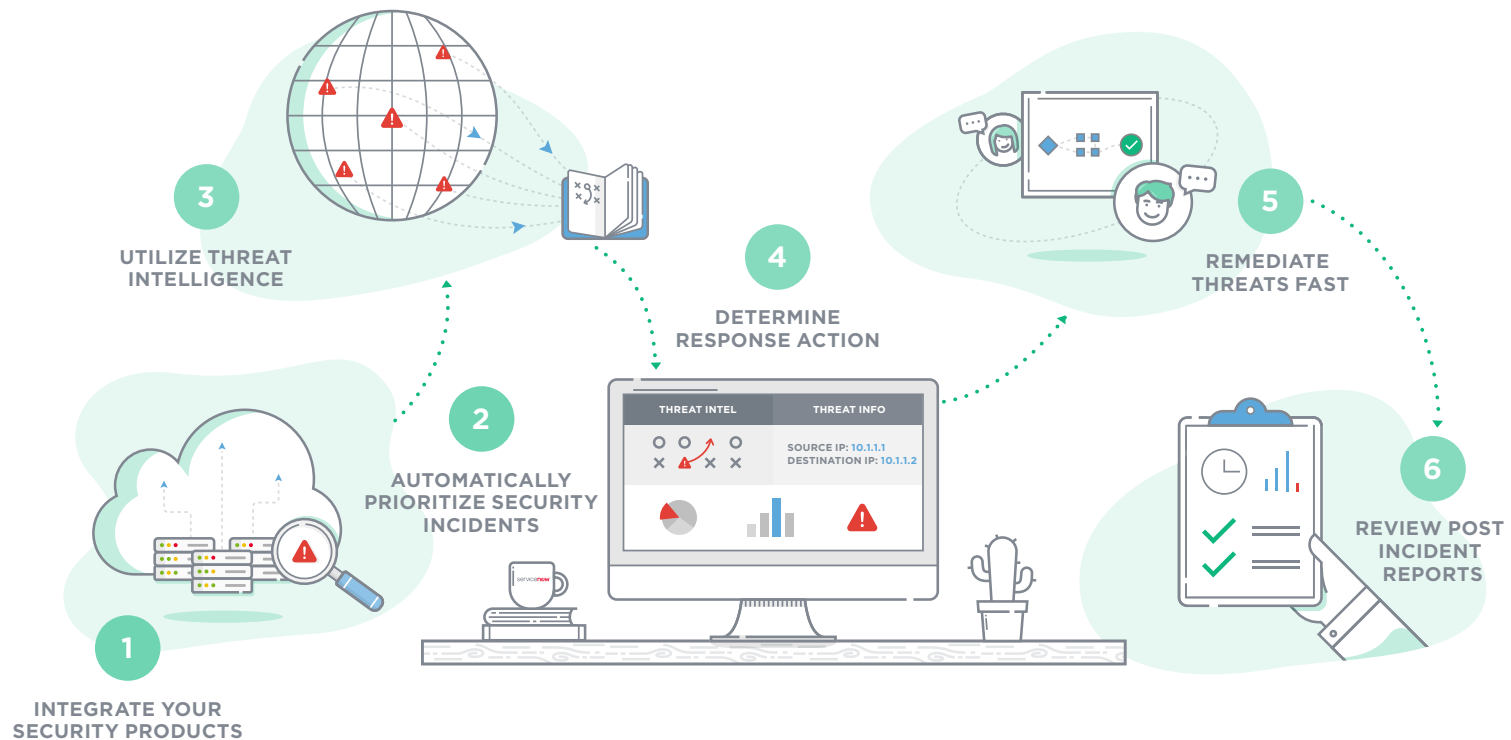 1
INTEGRATE YOUR
SECURITY PRODUCTS
2
AUTOMATICALLY
PRIORITIZE SECURITY
INCIDENTS
3
UTILIZE THREAT
INTELLIGENCE
4
DETERMINE
RESPONSE ACTION
THREAT INTEL
THREAT INFO
SOURCE IP: 10.1.1.1
DESTINATION IP: 10.1.1.2
servicenow
5
REMEDIATE
THREATS FAST
6
REVIEW POST
INCIDENT
REPORTS